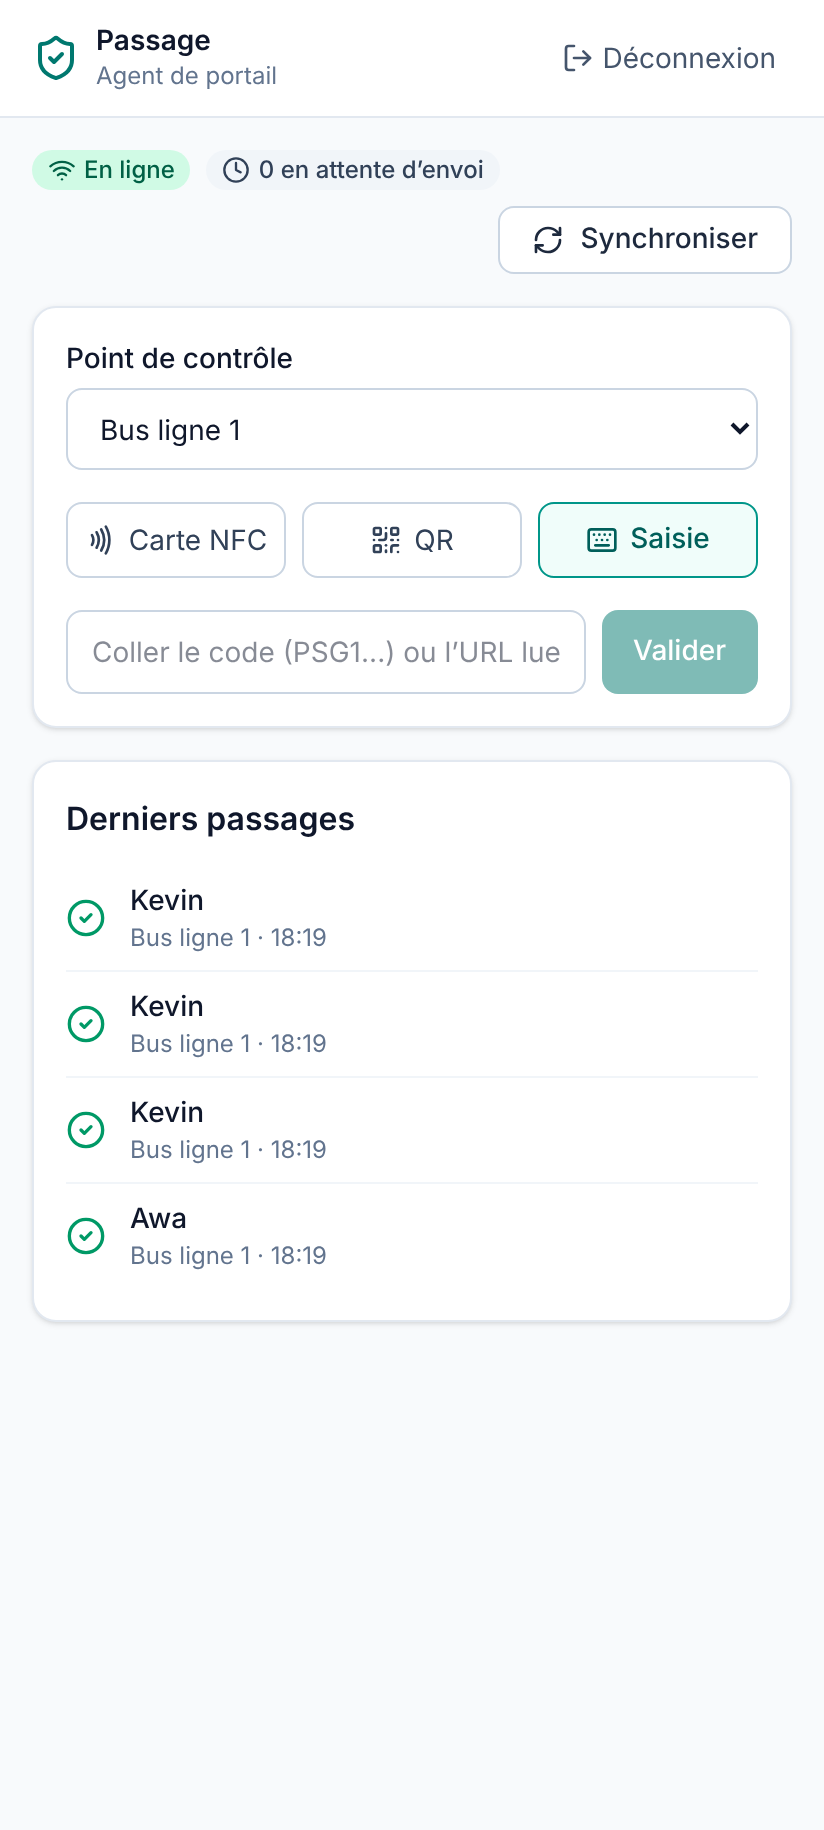 Passage
Agent de portail
Déconnexion
En ligne
0 en attente d’envoi
Synchroniser
Point de contrôle
Bus ligne 1
Carte NFC
QR
Saisie
Coller le code (PSG1...) ou l’URL lue
Valider
Derniers passages
Kevin
Bus ligne 1 · 18:19
Kevin
Bus ligne 1 · 18:19
Kevin
Bus ligne 1 · 18:19
Awa
Bus ligne 1 · 18:19